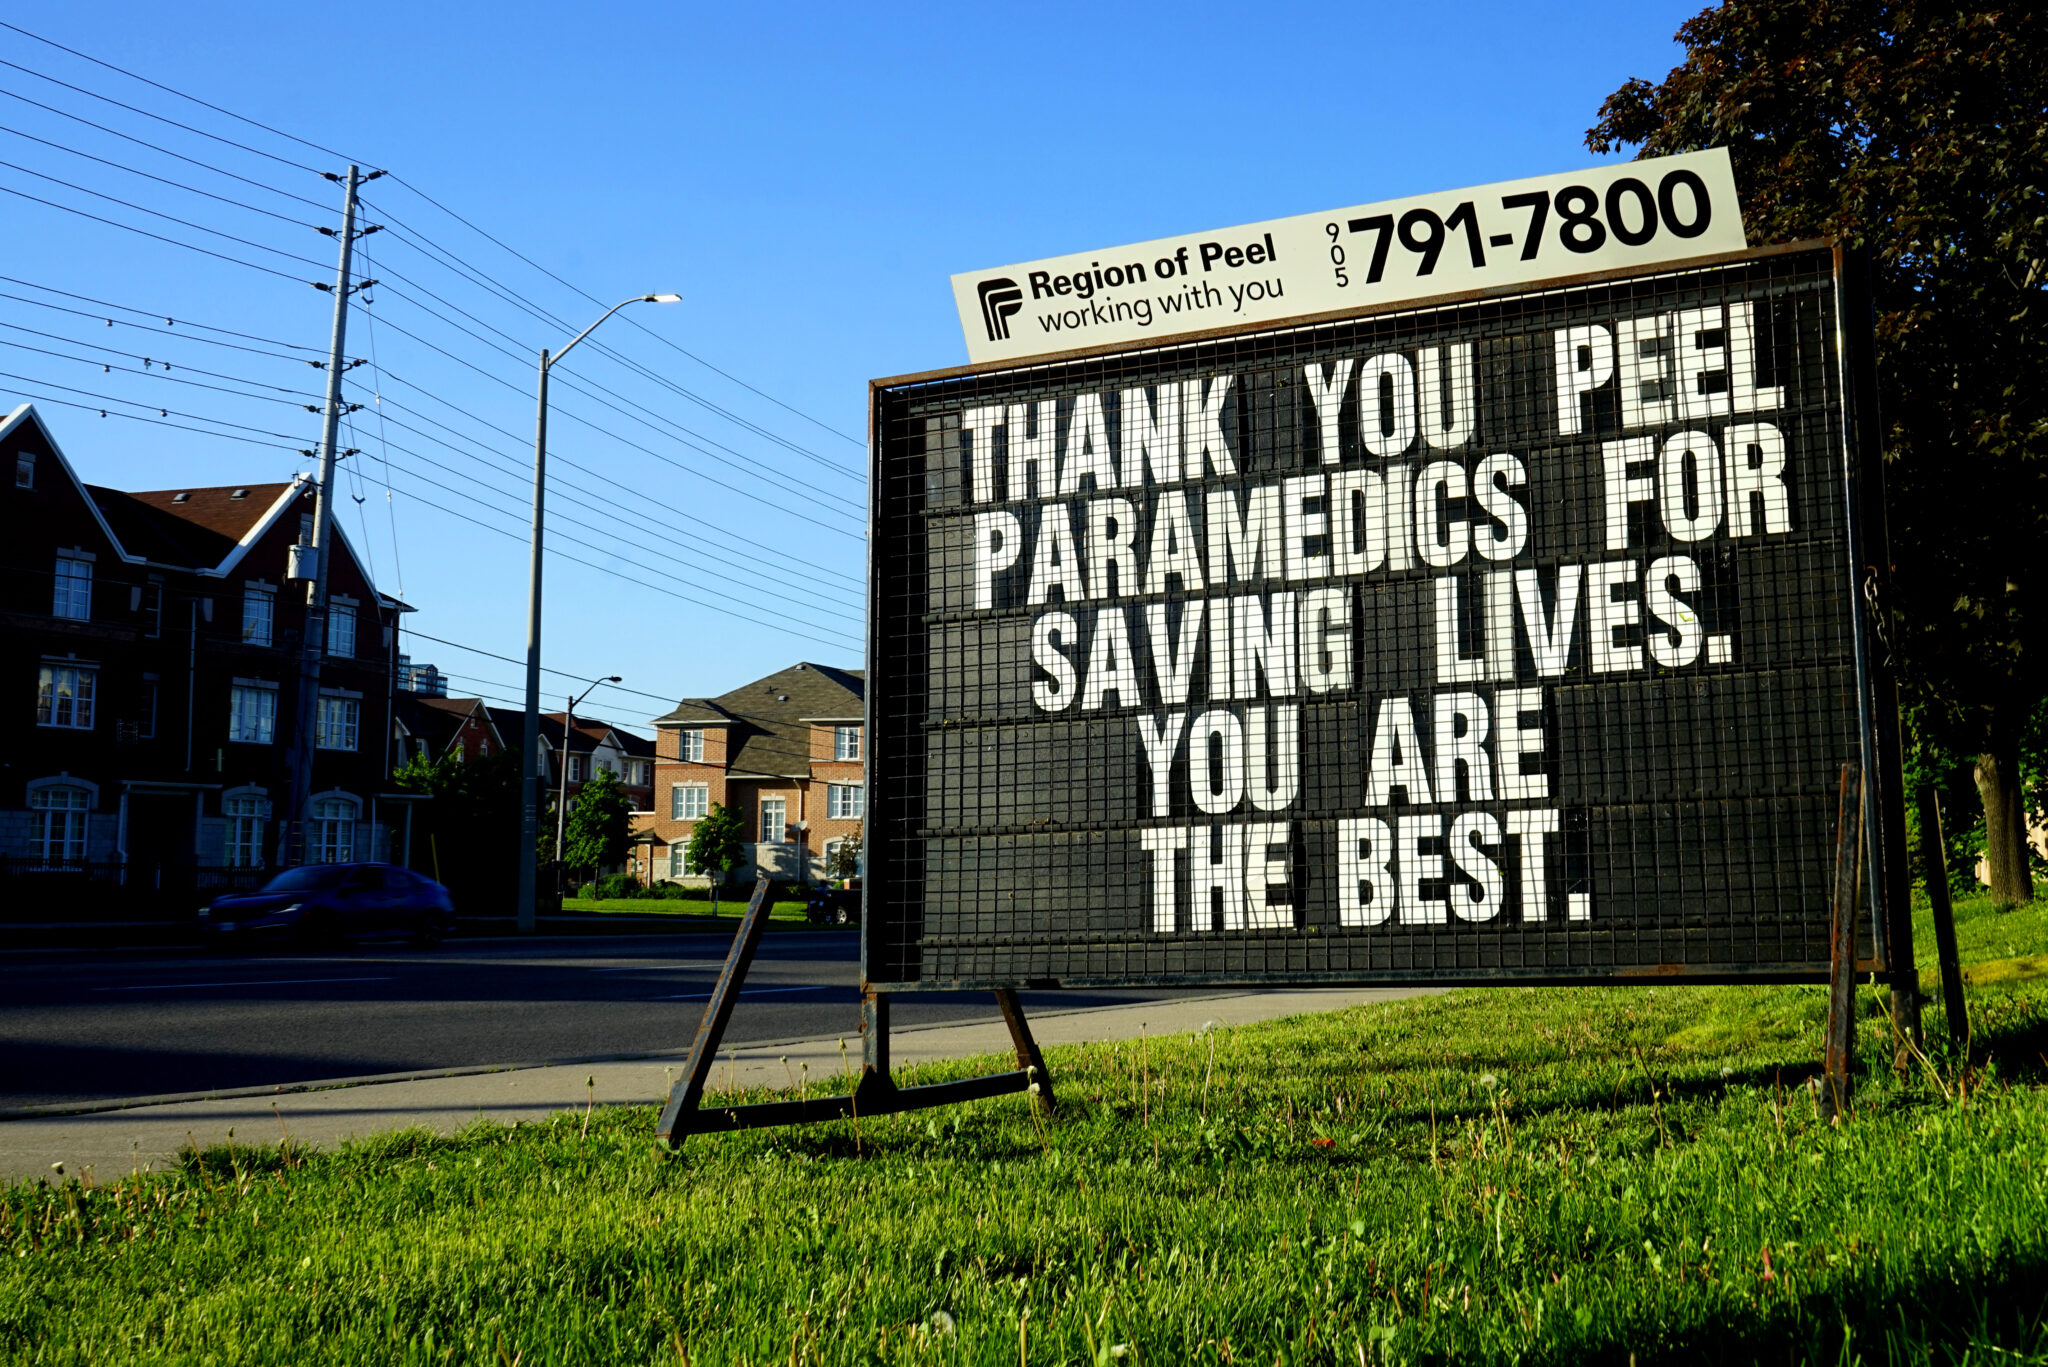 Region of Peel
working with you
905 791-7800
THANK YOU PEEL
PARAMEDICS FOR
SAVING LIVES.
YOU ARE
THE BEST.